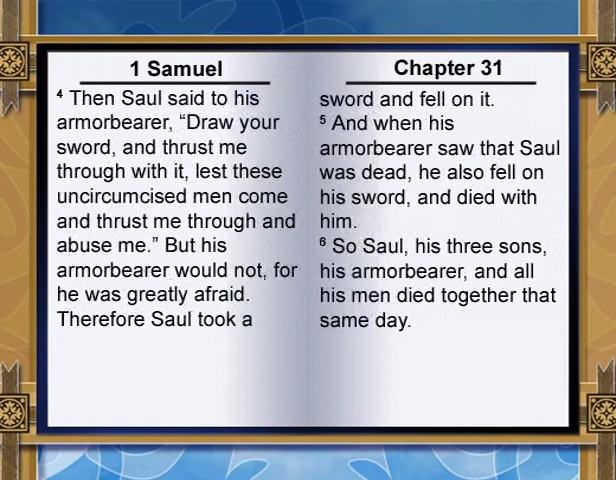 1 Samuel
⁴ Then Saul said to his
armorbearer, “Draw your
sword, and thrust me
through with it, lest these
uncircumcised men come
and thrust me through and
abuse me.” But his
armorbearer would not, for
he was greatly afraid.
Therefore Saul took a
Chapter 31
sword and fell on it.
⁵ And when his
armorbearer saw that Saul
was dead, he also fell on
his sword, and died with
him.
⁶ So Saul, his three sons,
his armorbearer, and all
his men died together that
same day.